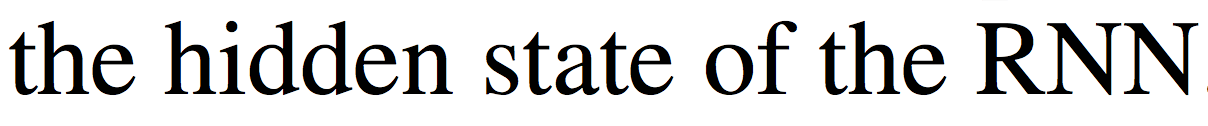 the hidden state of the RNN.